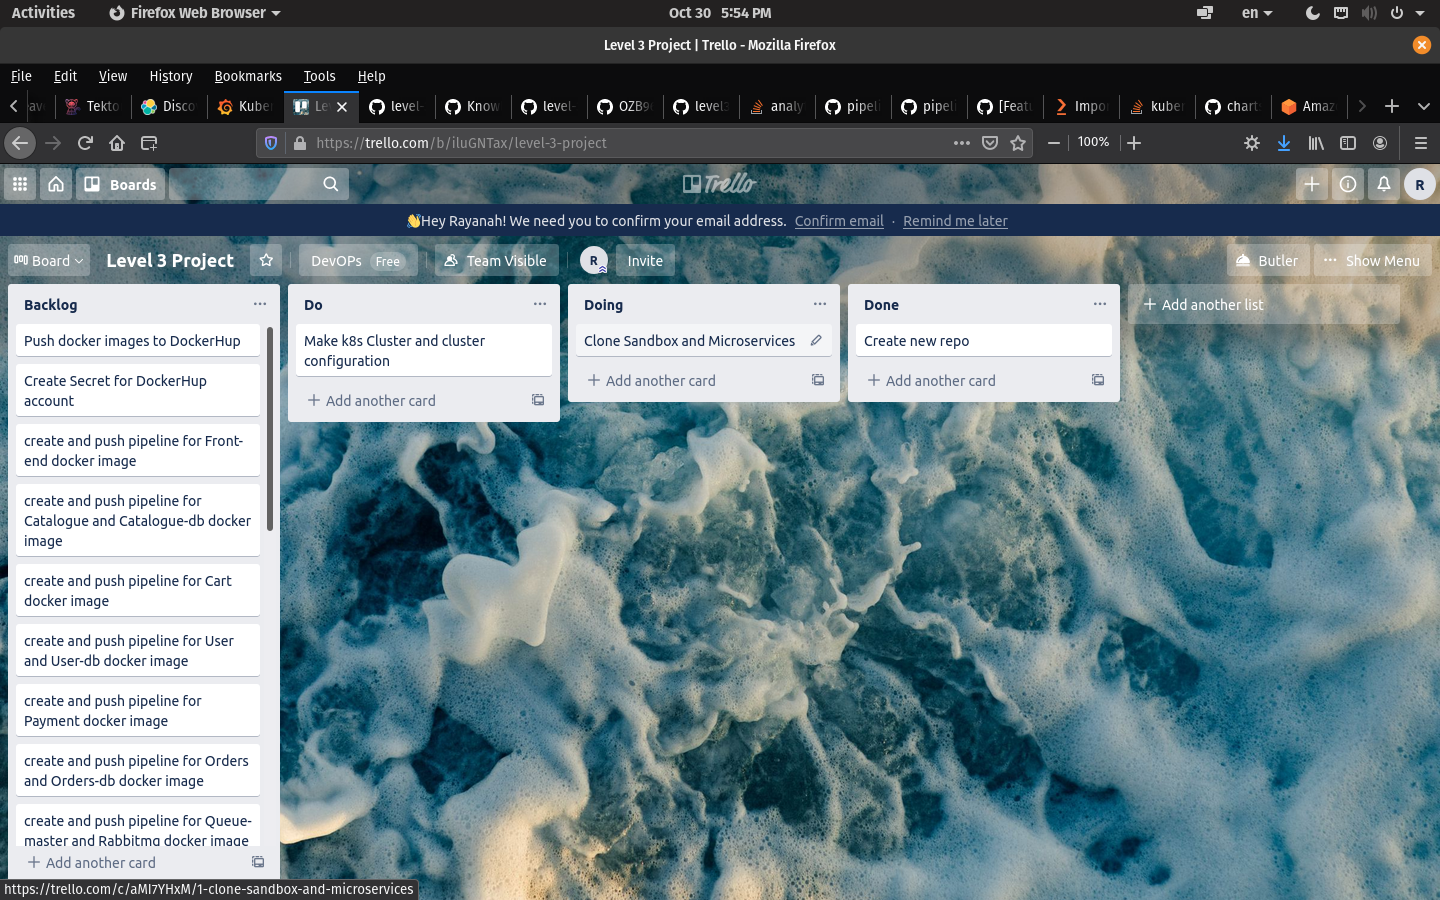 Activities
Firefox Web Browser
Oct 30 5:54 PM
en
Level 3 Project | Trello - Mozilla Firefox
File Edit View History Bookmarks Tools Help
Tekto
Disco
Kuber
Le
level-
Know
level-
OZB9
level3
analy
pipeli
pipeli
[Featu
Impor
kuber
chart
Amaz
https://trello.com/b/iluGNTax/level-3-project
100%
Boards
Trello
R
👋Hey Rayanah! We need you to confirm your email address. Confirm email · Remind me later
Board
Level 3 Project
DevOPs Free
Team Visible
R
Invite
Butler
Show Menu
Backlog
Push docker images to DockerHup
Create Secret for DockerHup
account
create and push pipeline for Front-
end docker image
create and push pipeline for
Catalogue and Catalogue-db docker
image
create and push pipeline for Cart
docker image
create and push pipeline for User
and User-db docker image
create and push pipeline for
Payment docker image
create and push pipeline for Orders
and Orders-db docker image
create and push pipeline for Queue-
master and Rabbitmq docker image
Add another card
Do
Make k8s Cluster and cluster
configuration
Add another card
Doing
Clone Sandbox and Microservices
Add another card
Done
Create new repo
Add another card
Add another list
https://trello.com/c/aMI7YHxM/1-clone-sandbox-and-microservices